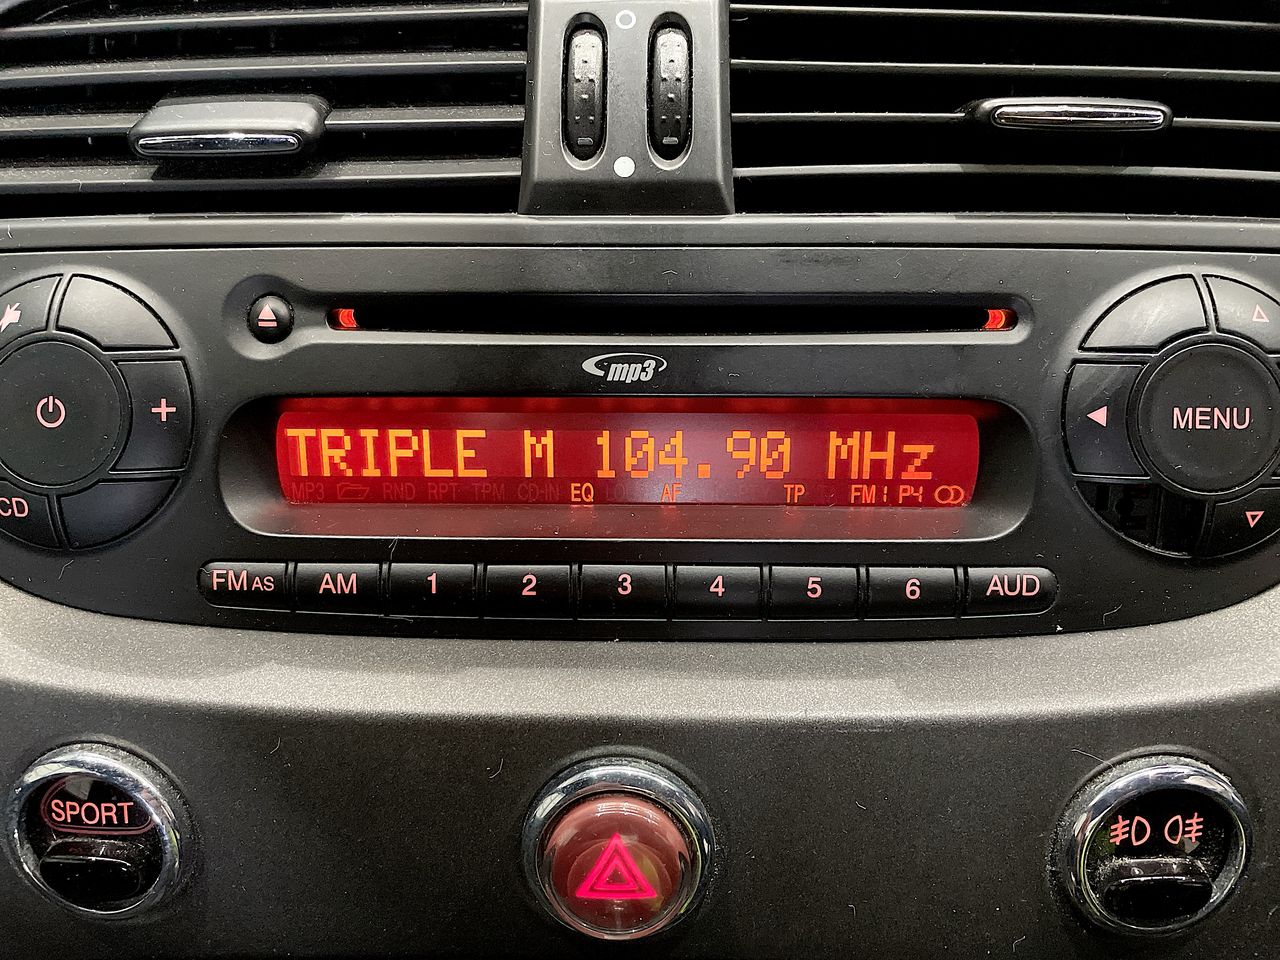 mp3
TRIPLE M 104.90 MHz
MP3 RND RPT TPM CD-IN EQ AF TP FM1 P4
MENU
CD
FM AS AM 1 2 3 4 5 6 AUD
SPORT